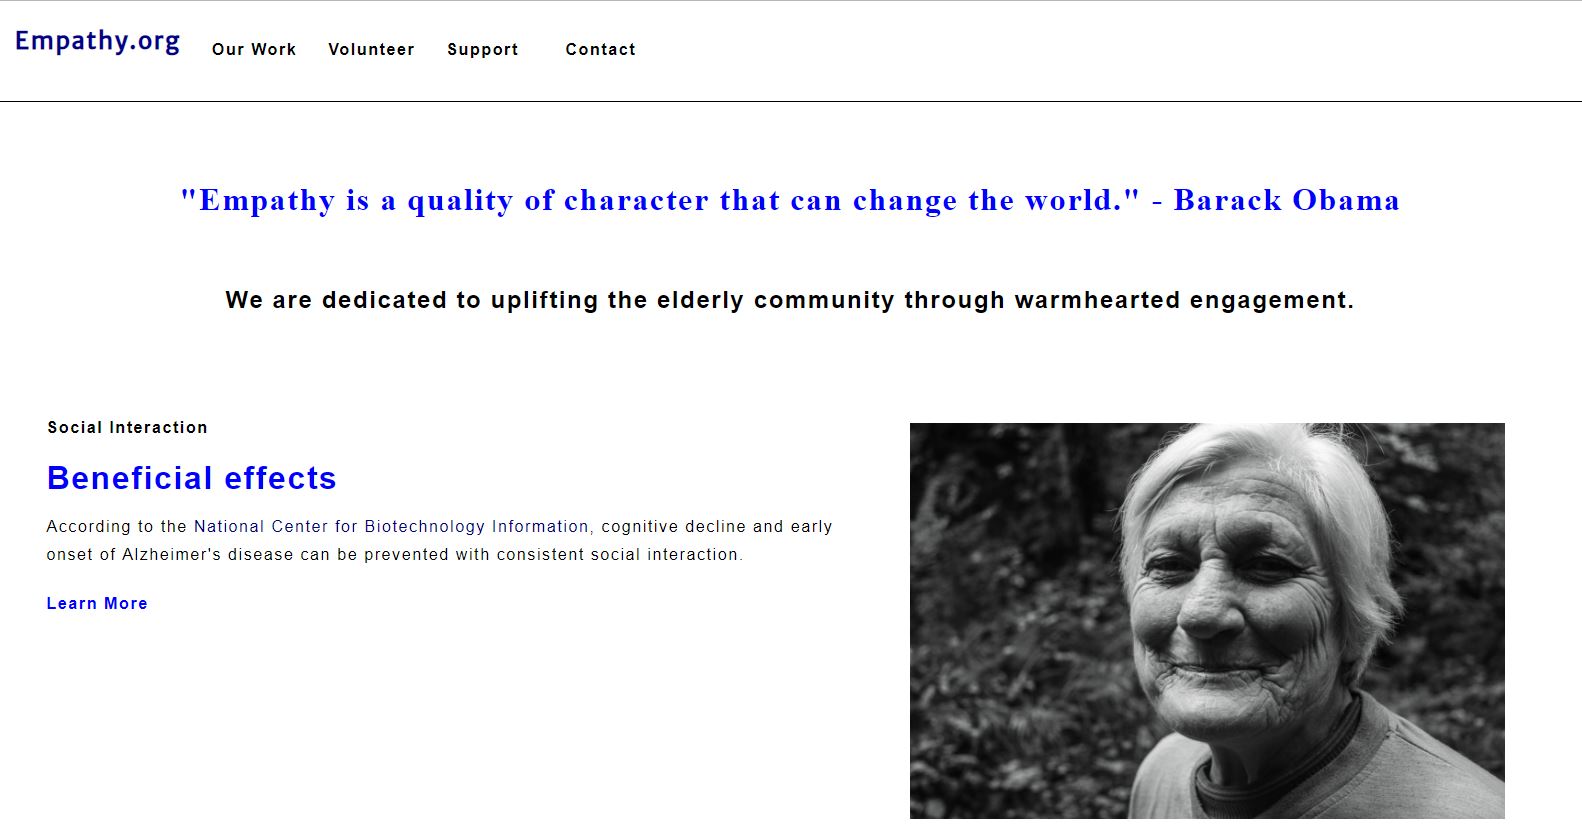 Empathy.org
Our Work Volunteer Support Contact
"Empathy is a quality of character that can change the world." - Barack Obama
We are dedicated to uplifting the elderly community through warmhearted engagement.
Social Interaction
Beneficial effects
According to the National Center for Biotechnology Information, cognitive decline and early
onset of Alzheimer's disease can be prevented with consistent social interaction.
Learn More